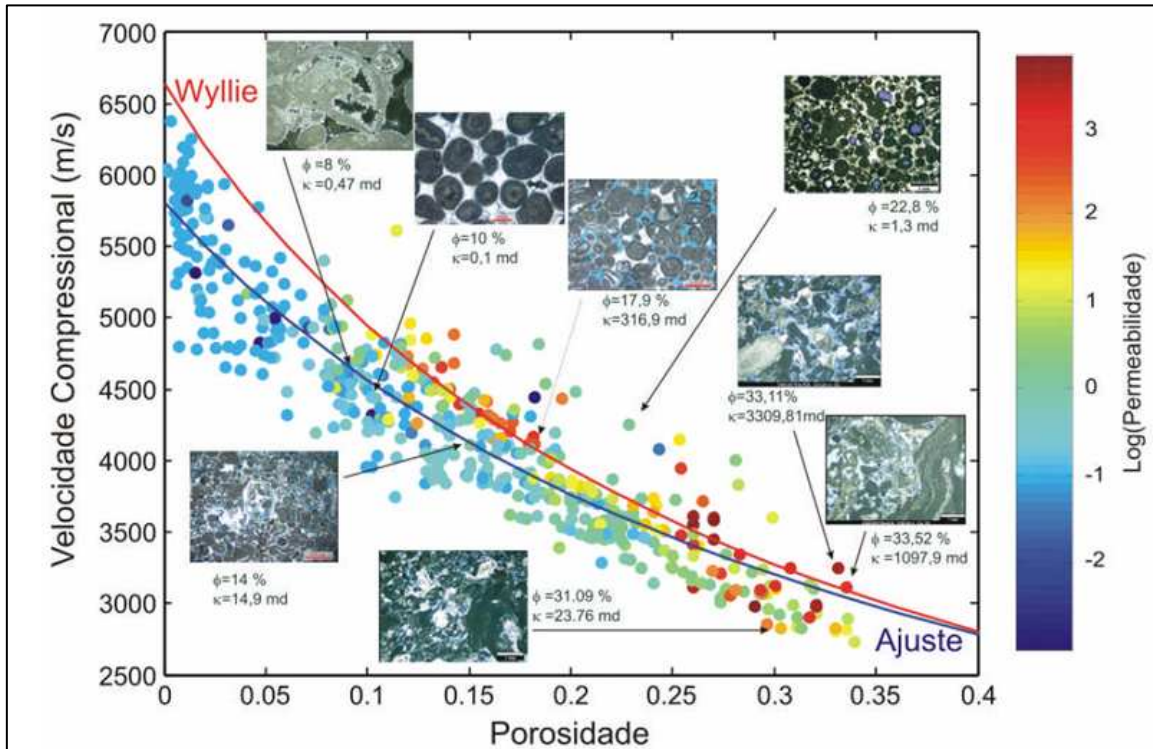 7000
6500
6000
5500
5000
4500
4000
3500
3000
2500
Velocidade Compressional (m/s)
Wyllie
ϕ =8 %
κ =0,47 md
ϕ=10 %
κ=0,1 md
ϕ=17,9 %
κ=316,9 md
ϕ =22,8 %
κ =1,3 md
ϕ=33,11%
κ=3309,81md
ϕ =33,52 %
κ =1097,9 md
ϕ=14 %
κ=14,9 md
ϕ=31.09 %
κ =23.76 md
Ajuste
0
0.05
0.1
0.15
0.2
0.25
0.3
0.35
0.4
Porosidade
3
2
1
0
-1
-2
Log(Permeabilidade)